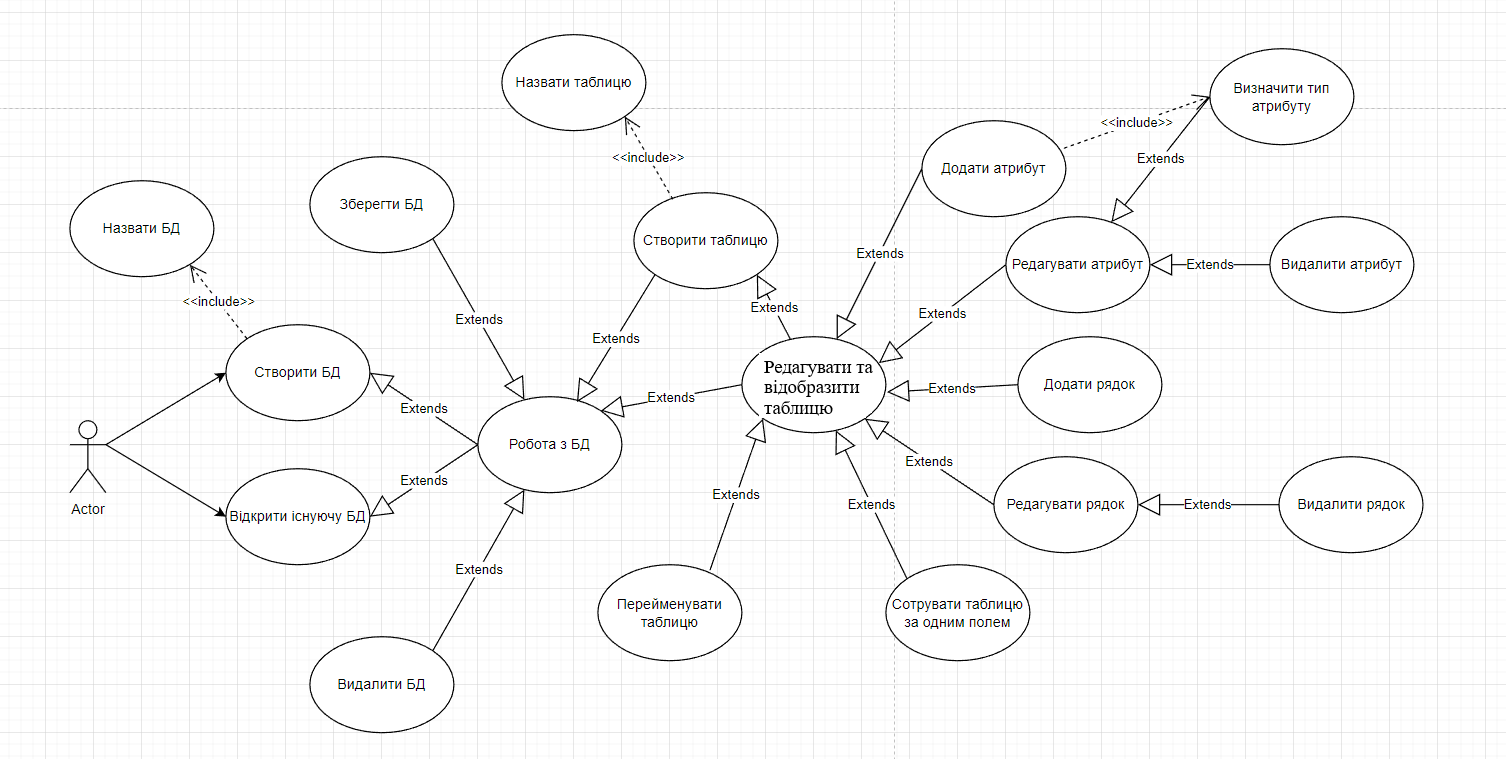 Назвати таблицю
Визначити тип
атрибуту
<<include>>
<<include>>
Extends
Додати атрибут
Зберегти БД
Назвати БД
Створити таблицю
Extends
Редагувати атрибут
Extends
Видалити атрибут
<<include>>
Extends
Extends
Extends
Extends
Створити БД
Редагувати та
відобразити
таблицю
Extends
Додати рядок
Extends
Extends
Робота з БД
Extends
Extends
Actor
Відкрити існуючу БД
Extends
Extends
Редагувати рядок
Extends
Видалити рядок
Extends
Перейменувати
таблицю
Сотрувати таблицю
за одним полем
Видалити БД